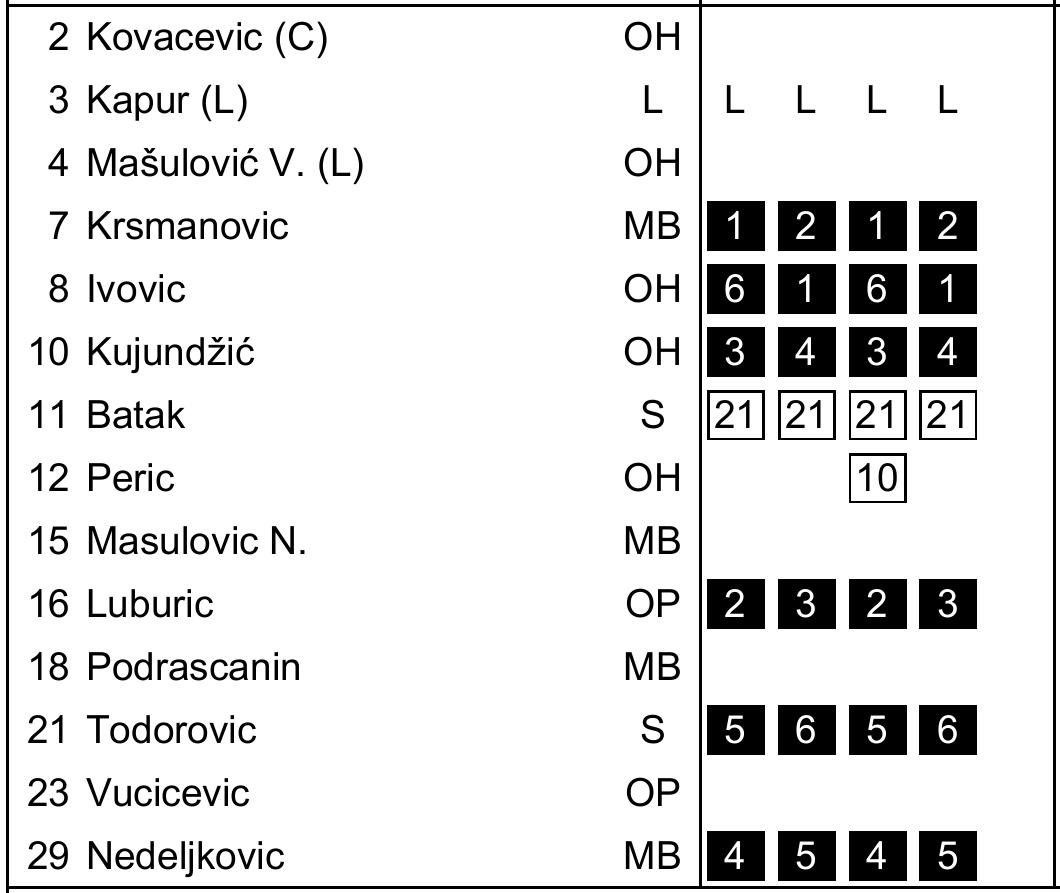 2 Kovacevic (C) OH
3 Kapur (L) L L L L L
4 Mašulović V. (L) OH
7 Krsmanovic MB 1 2 1 2
8 Ivovic OH 6 1 6 1
10 Kujundžić OH 3 4 3 4
11 Batak S 21 21 21 21
12 Peric OH 10
15 Masulovic N. MB
16 Luburic OP 2 3 2 3
18 Podrascanin MB
21 Todorovic S 5 6 5 6
23 Vucicevic OP
29 Nedeljkovic MB 4 5 4 5